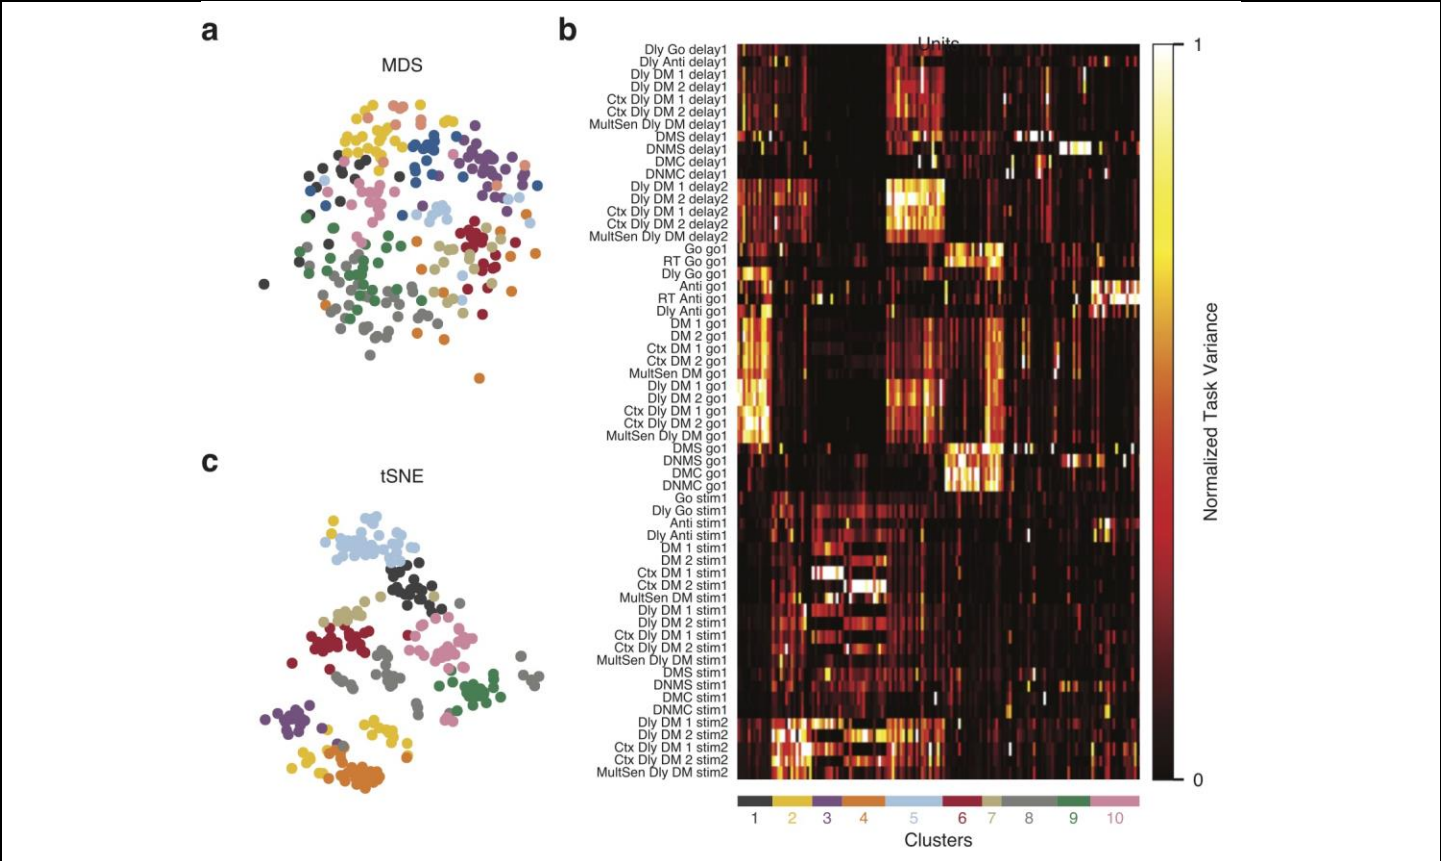 a
MDS
b
Units
Dly Go delay1
Dly Anti delay1
Dly DM 1 delay1
Dly DM 2 delay1
Ctx Dly DM 1 delay1
Ctx Dly DM 2 delay1
MultSen Dly DM delay1
DMS delay1
DNMS delay1
DMC delay1
DNMC delay1
Dly DM 1 delay2
Dly DM 2 delay2
Ctx Dly DM 1 delay2
Ctx Dly DM 2 delay2
MultSen Dly DM delay2
Go go1
RT Go go1
Dly Go go1
Anti go1
RT Anti go1
Dly Anti go1
DM 1 go1
DM 2 go1
Ctx DM 1 go1
Ctx DM 2 go1
MultSen DM go1
Dly DM 1 go1
Dly DM 2 go1
Ctx Dly DM 1 go1
Ctx Dly DM 2 go1
MultSen Dly DM go1
DMS go1
DNMS go1
DMC go1
DNMC go1
Go stim1
Dly Go stim1
Anti stim1
Dly Anti stim1
DM 1 stim1
DM 2 stim1
Ctx DM 1 stim1
Ctx DM 2 stim1
MultSen DM stim1
Dly DM 1 stim1
Dly DM 2 stim1
Ctx Dly DM 1 stim1
Ctx Dly DM 2 stim1
MultSen Dly DM stim1
DMS stim1
DNMS stim1
DMC stim1
DNMC stim1
Dly DM 1 stim2
Dly DM 2 stim2
Ctx Dly DM 1 stim2
Ctx Dly DM 2 stim2
MultSen Dly DM stim2
1 2 3 4 5 6 7 8 9 10
Clusters
1
0
Normalized Task Variance
c
tSNE